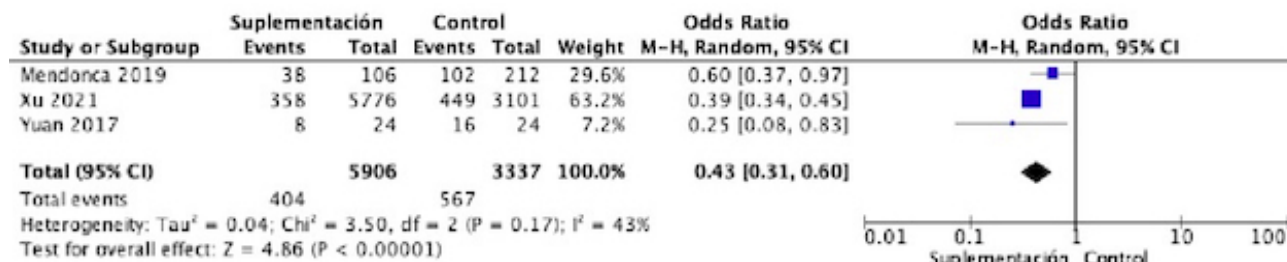 Suplementación Control Odds Ratio Odds Ratio
Study or Subgroup Events Total Events Total Weight M-H, Random, 95% CI M-H, Random, 95% CI
Mendonca 2019 38 106 102 212 29.6% 0.60 [0.37, 0.97]
Xu 2021 358 5776 449 3101 63.2% 0.39 [0.34, 0.45]
Yuan 2017 8 24 16 24 7.2% 0.25 [0.08, 0.83]
Total (95% CI) 5906 3337 100.0% 0.43 [0.31, 0.60]
Total events 404 567
Heterogeneity: Tau² = 0.04; Chi² = 3.50, df = 2 (P = 0.17); I² = 43%
Test for overall effect: Z = 4.86 (P < 0.00001)
0.01 0.1 1 10 100
Suplementación Control